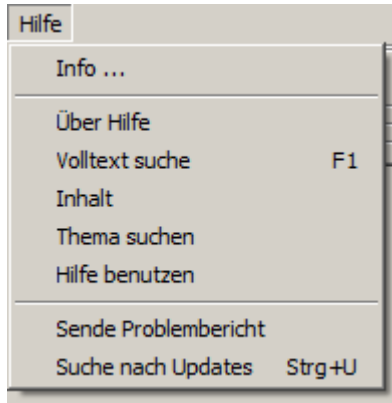 Hilfe
Info ...
Über Hilfe
Volltext suche F1
Inhalt
Thema suchen
Hilfe benutzen
Sende Problembericht
Suche nach Updates Strg+U